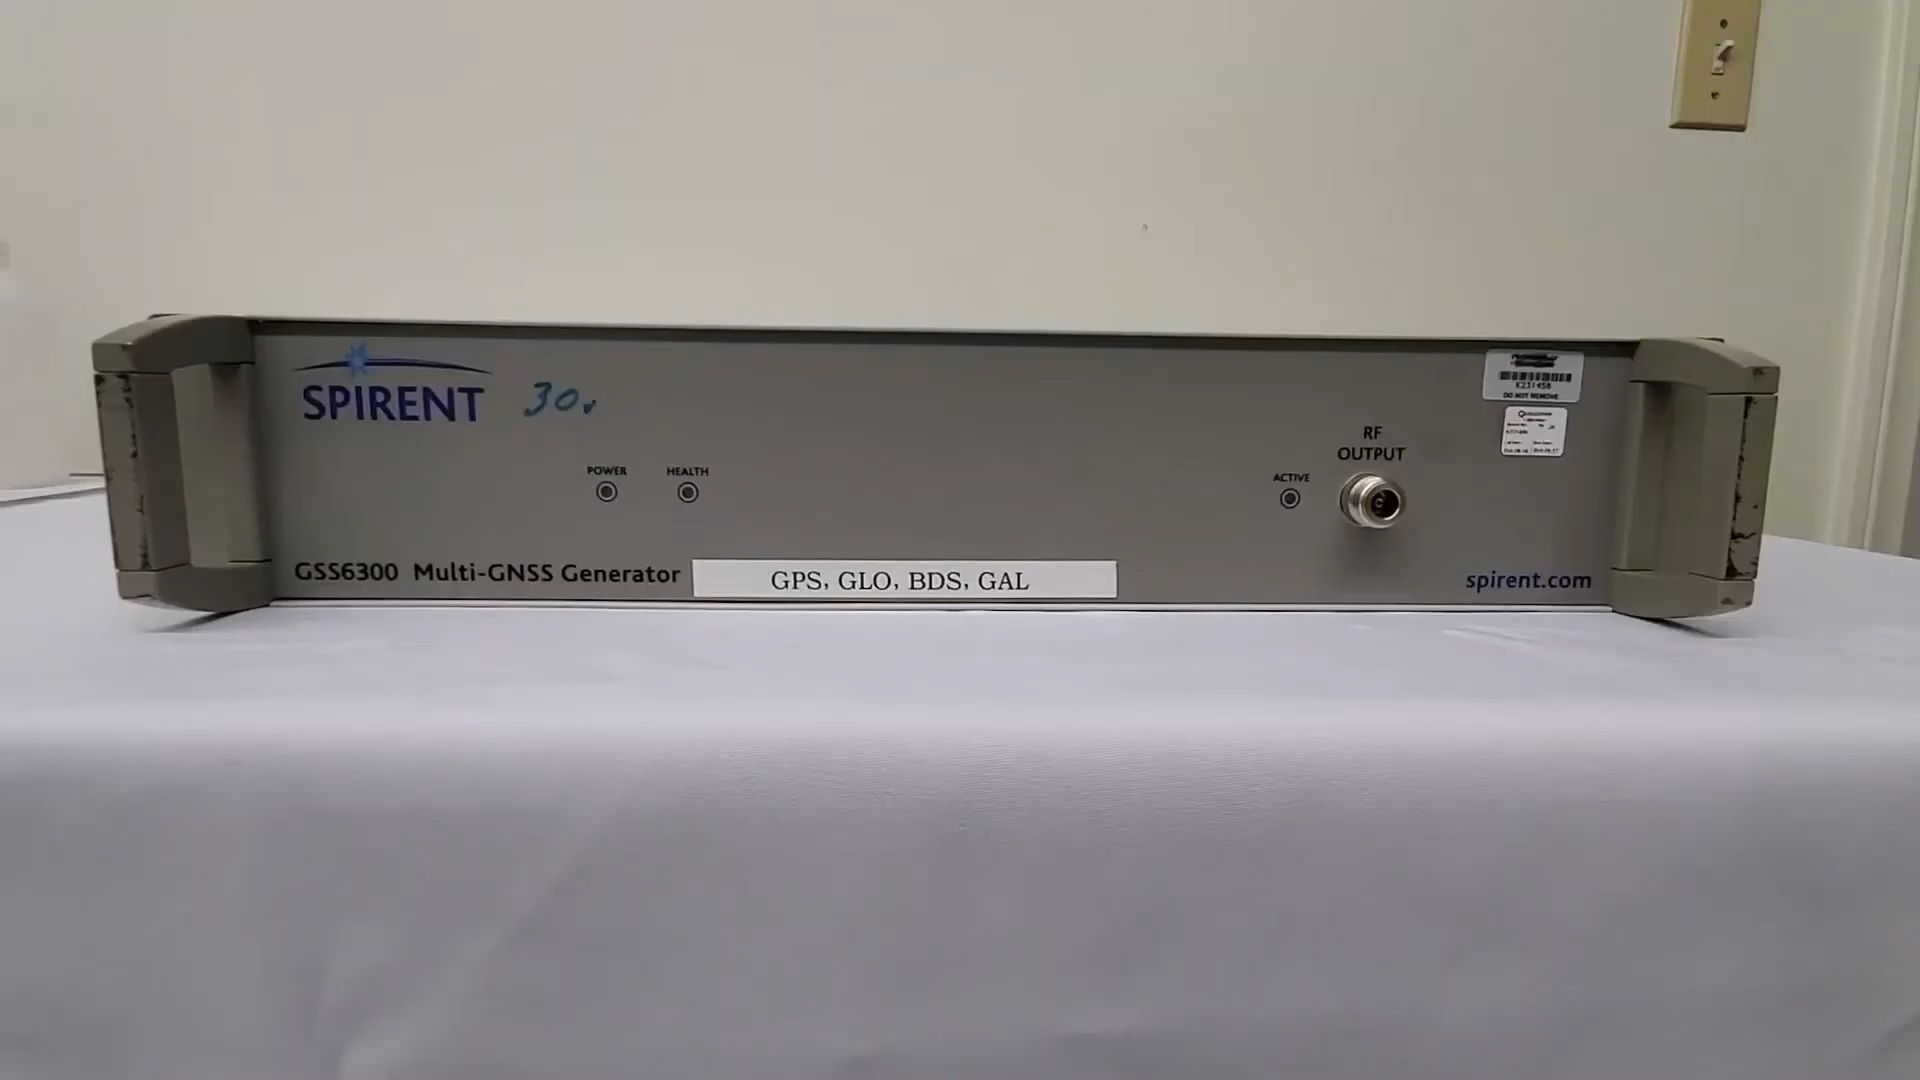 SPIRENT
30.
POWER
HEALTH
ACTIVE
RF
OUTPUT
K231458
DO NOT REMOVE
GSS6300 Multi-GNSS Generator
GPS, GLO, BDS, GAL
spirent.com